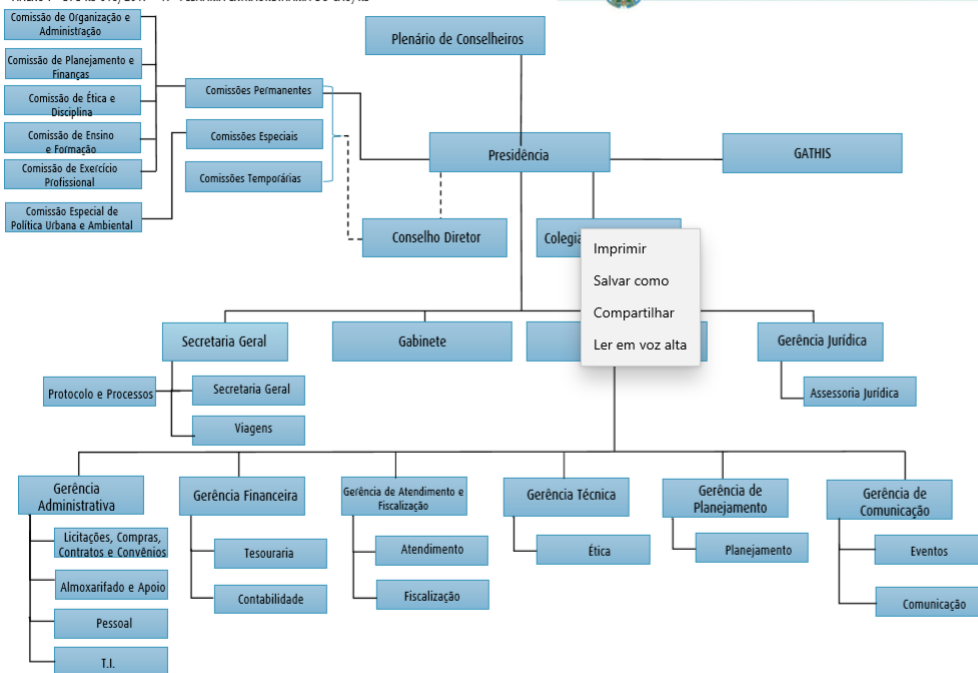 Comissão de Organização e
Administração
Plenário de Conselheiros
Comissão de Planejamento e
Finanças
Comissões Permanentes
Comissão de Ética e
Disciplina
Comissão de Ensino
e Formação
Comissões Especiais
Presidência
GATHIS
Comissão de Exercício
Profissional
Comissões Temporárias
Comissão Especial de
Política Urbana e Ambiental
Conselho Diretor
Imprimir
Salvar como
Compartilhar
Ler em voz alta
Secretaria Geral
Gabinete
Gerência Jurídica
Protocolo e Processos
Secretaria Geral
Assessoria Jurídica
Viagens
Gerência
Administrativa
Gerência Financeira
Gerência de Atendimento e
Fiscalização
Gerência Técnica
Gerência de
Planejamento
Gerência de
Comunicação
Licitações, Compras,
Contratos e Convênios
Tesouraria
Atendimento
Ética
Planejamento
Eventos
Almoxarifado e Apoio
Contabilidade
Fiscalização
Comunicação
Pessoal
T.I.